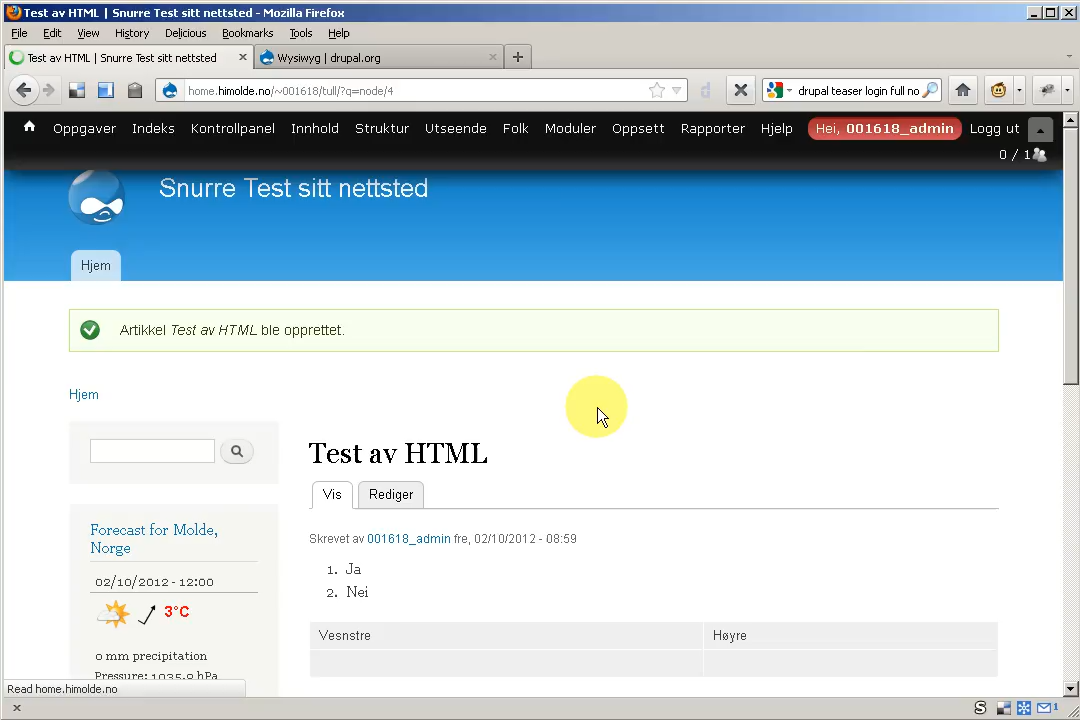 Test av HTML | Snurre Test sitt nettsted - Mozilla Firefox
File Edit View History Delicious Bookmarks Tools Help
Test av HTML | Snurre Test sitt nettsted
Wysiwyg | drupal.org
home.himolde.no/~001618/tull/?q=node/4
drupal teaser login full no
Oppgaver Indeks Kontrollpanel Innhold Struktur Utseende Folk Moduler Oppsett Rapporter Hjelp Hei, 001618_admin Logg ut
0 / 1
Snurre Test sitt nettsted
Hjem
Artikkel Test av HTML ble opprettet.
Hjem
Test av HTML
Vis Rediger
Skrevet av 001618_admin fre, 02/10/2012 - 08:59
1. Ja
2. Nei
Vesnstre Høyre
Forecast for Molde,
Norge
02/10/2012 - 12:00
3°C
0 mm precipitation
Pressure: 1035.9 hPa
Read home.himolde.no